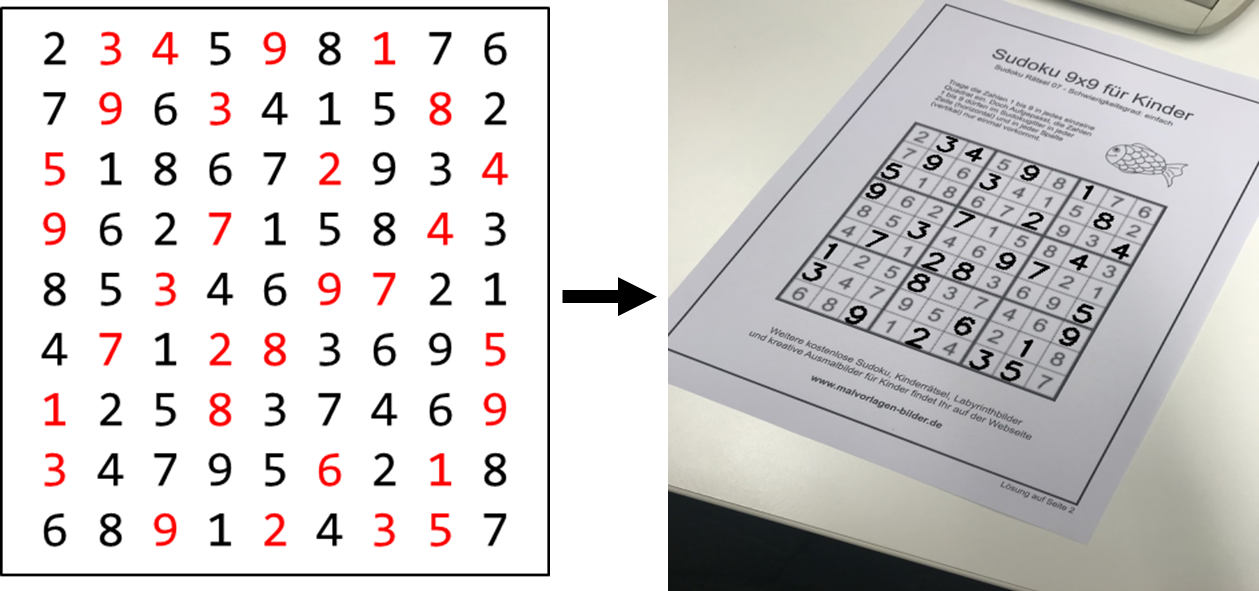 2 3 4 5 9 8 1 7 6
7 9 6 3 4 1 5 8 2
5 1 8 6 7 2 9 3 4
9 6 2 7 1 5 8 4 3
8 5 3 4 6 9 7 2 1
4 7 1 2 8 3 6 9 5
1 2 5 8 3 7 4 6 9
3 4 7 9 5 6 2 1 8
6 8 9 1 2 4 3 5 7
Sudoku 9x9 für Kinder
Sudoku Rätsel 07 - Schwierigkeitsgrad: einfach
Trage die Zahlen 1 bis 9 in jedes einzelne
Quadrat ein. Doch Aufgepasst, die Zahlen
1 bis 9 dürfen im Sudokugitter in jeder
Zeile (horizontal) und in jeder Spalte
(vertikal) nur einmal vorkommt.
2 3 4 5 9 8 1 7 6
7 9 6 3 4 1 5 8 2
5 1 8 6 7 2 9 3 4
9 6 2 7 1 5 8 4 3
8 5 3 4 6 9 7 2 1
4 7 1 2 8 3 6 9 5
1 2 5 8 3 7 4 6 9
3 4 7 9 5 6 2 1 8
6 8 9 1 2 4 3 5 7
Weitere kostenlose Sudoku, Kinderrätsel, Labyrinthbilder
und kreative Ausmalbilder für Kinder findet Ihr auf der Webseite
www.malvorlagen-bilder.de
Lösung auf Seite 2